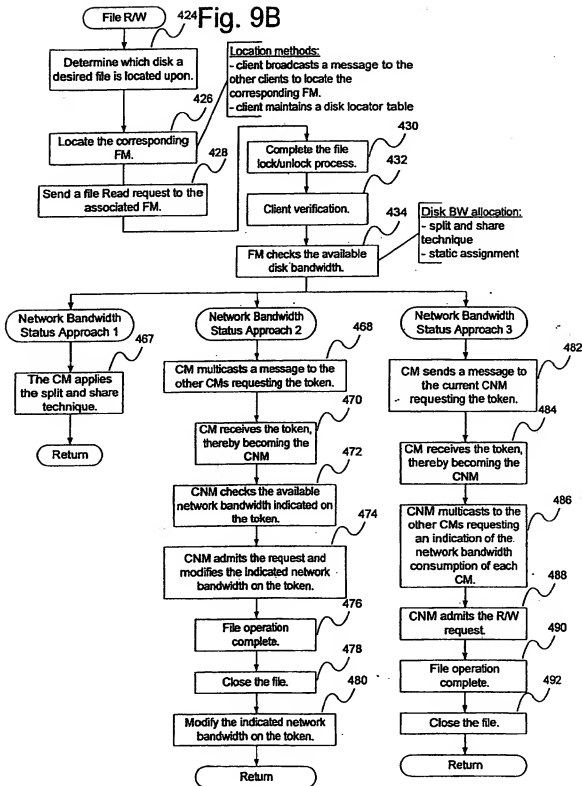 Fig. 9B
File R/W
424
Determine which disk a
desired file is located upon.
Location methods:
- client broadcasts a message to the
other clients to locate the
corresponding FM.
- client maintains a disk locator table
426
Locate the corresponding
FM.
428
Send a file Read request to the
associated FM.
430
Complete the file
lock/unlock process.
432
Client verification.
434
FM checks the available
disk bandwidth.
Disk BW allocation:
- split and share
technique
- static assignment
Network Bandwidth
Status Approach 1
467
The CM applies
the split and share
technique.
Return
Network Bandwidth
Status Approach 2
468
CM multicasts a message to the
other CMs requesting the token.
470
CM receives the token,
thereby becoming the
CNM
472
CNM checks the available
network bandwidth indicated on
the token.
474
CNM admits the request and
modifies the indicated network
bandwidth on the token.
476
File operation
complete.
478
Close the file.
480
Modify the indicated network
bandwidth on the token.
Return
Network Bandwidth
Status Approach 3
482
CM sends a message to
the current CNM
requesting the token.
484
CM receives the token,
thereby becoming the
CNM
486
CNM multicasts to the
other CMs requesting
an indication of the
network bandwidth
consumption of each
CM.
488
CNM admits the R/W
request.
490
File operation
complete.
492
Close the file.
Return